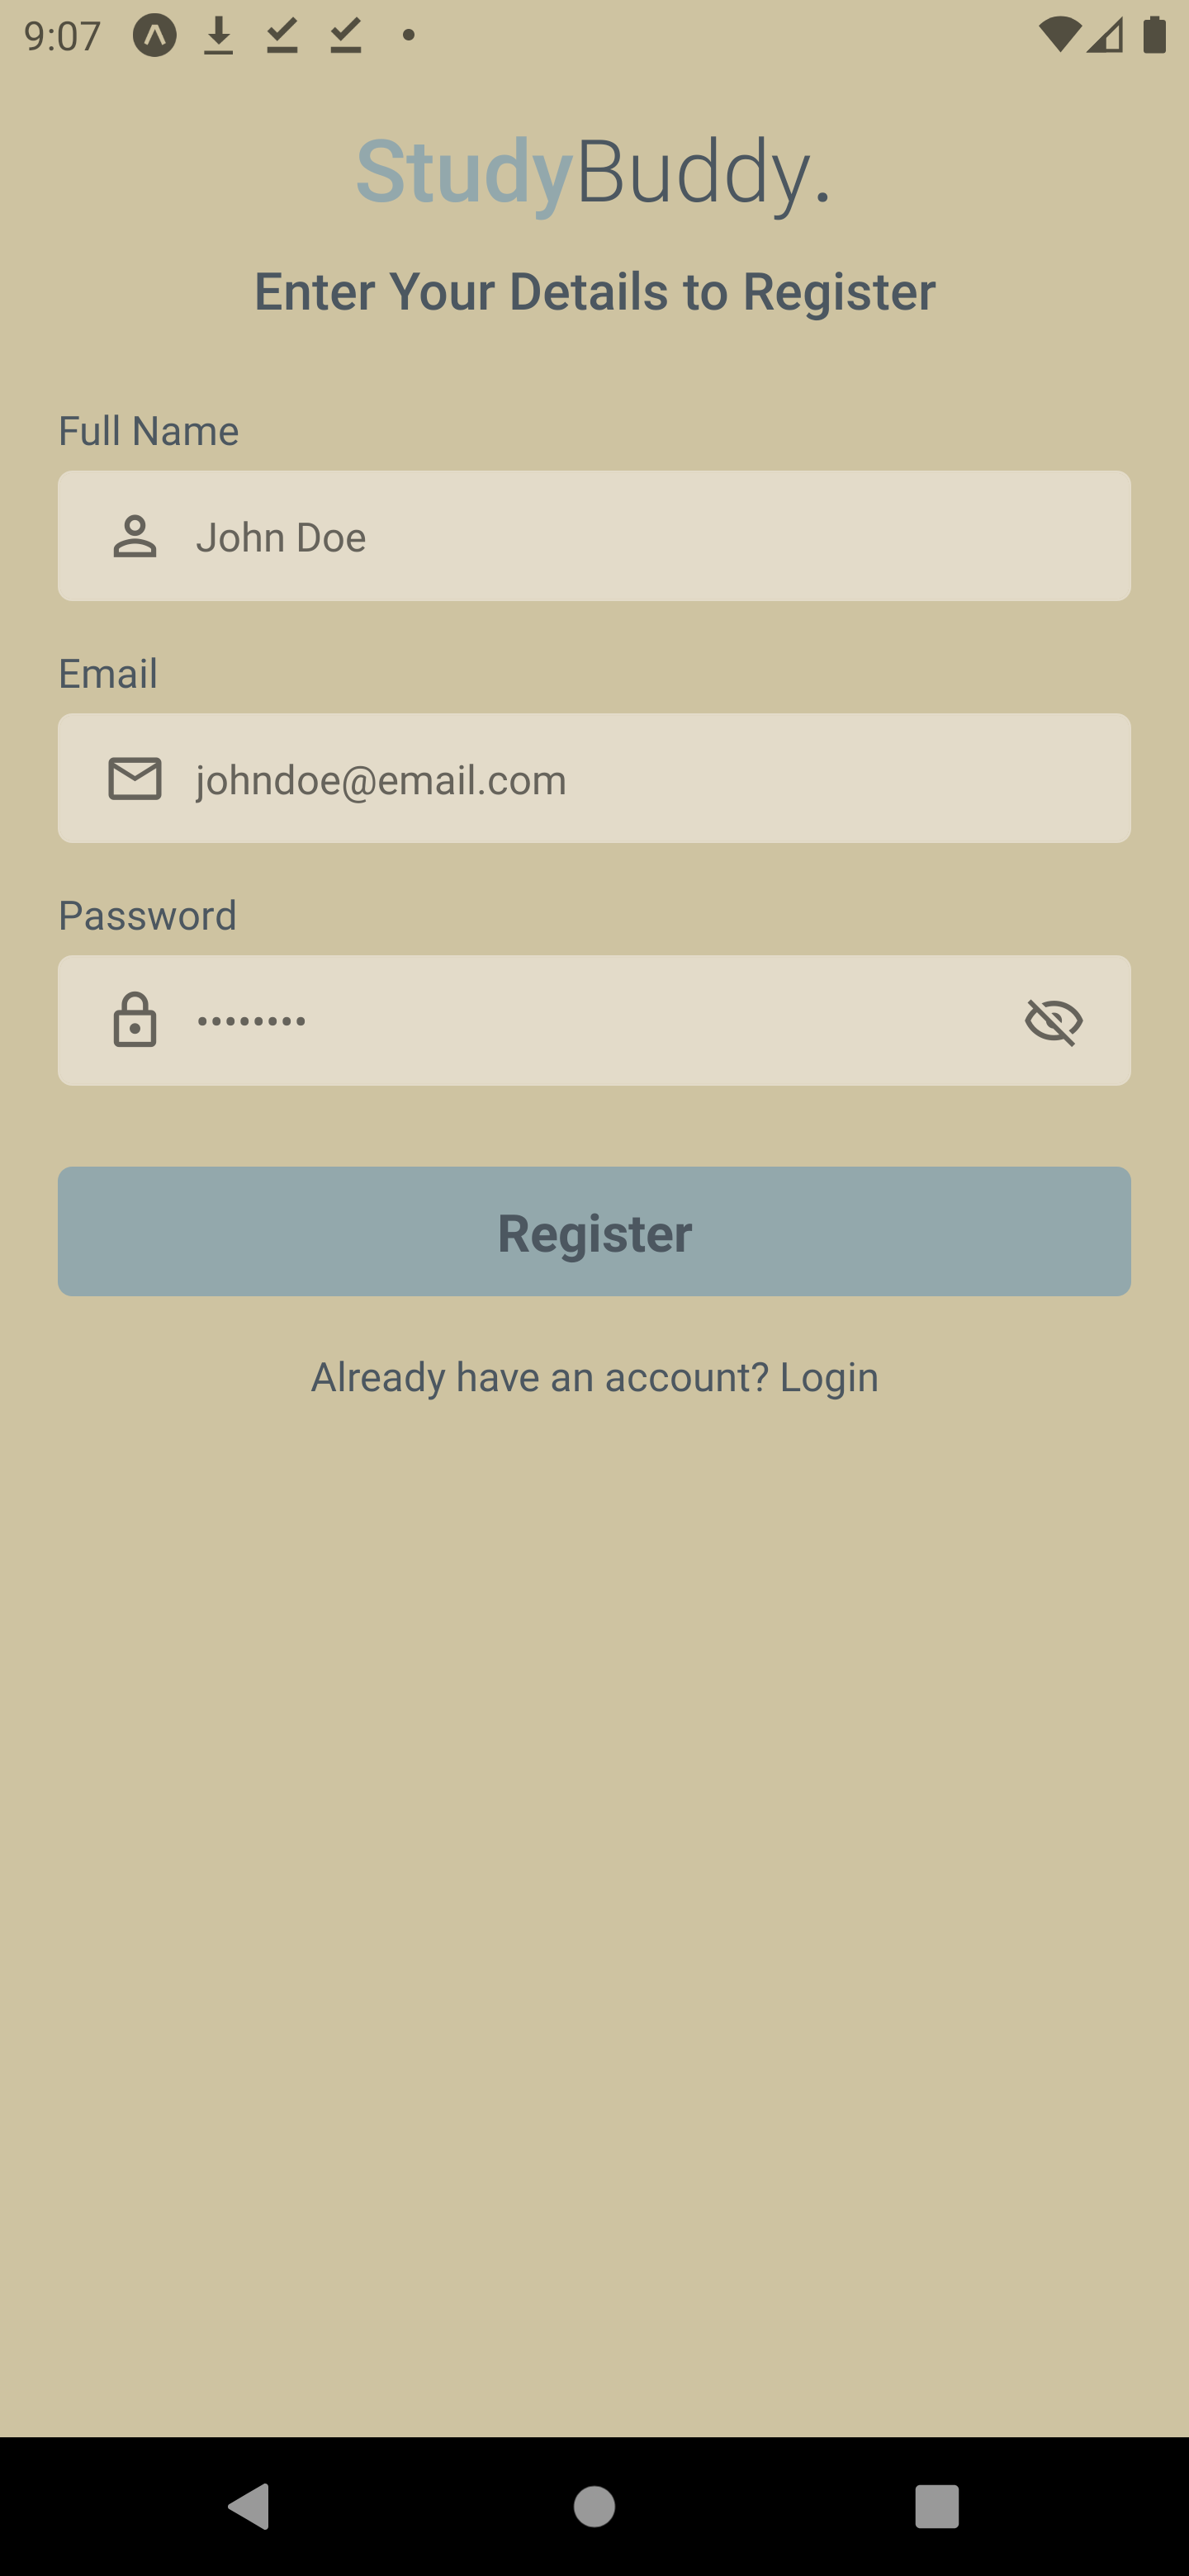 9:07
StudyBuddy.
Enter Your Details to Register
Full Name
John Doe
Email
johndoe@email.com
Password
••••••••
Register
Already have an account? Login